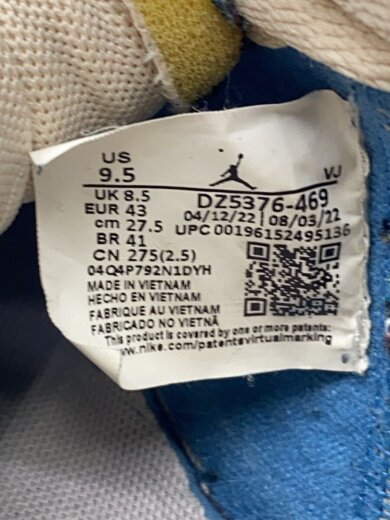 US
9.5
VJ
UK 8.5
EUR 43
cm 27.5
BR 41
CN 275(2.5)
DZ5376-469
04/12/22 | 08/03/22
UPC 00196152495136
04Q4P792N1DYH
MADE IN VIETNAM
HECHO EN VIETNAM
FABRIQUE AU VIETNAM
FABRICADO NO VIETNÃ
This product is covered by one or more patents:
www.nike.com/patentsvirtualmarking